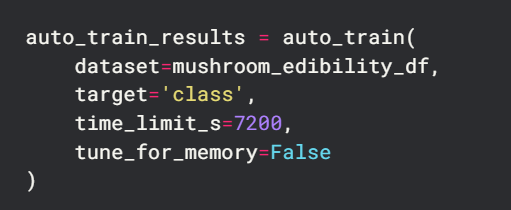 auto_train_results = auto_train(
    dataset=mushroom_edibility_df,
    target='class',
    time_limit_s=7200,
    tune_for_memory=False
)